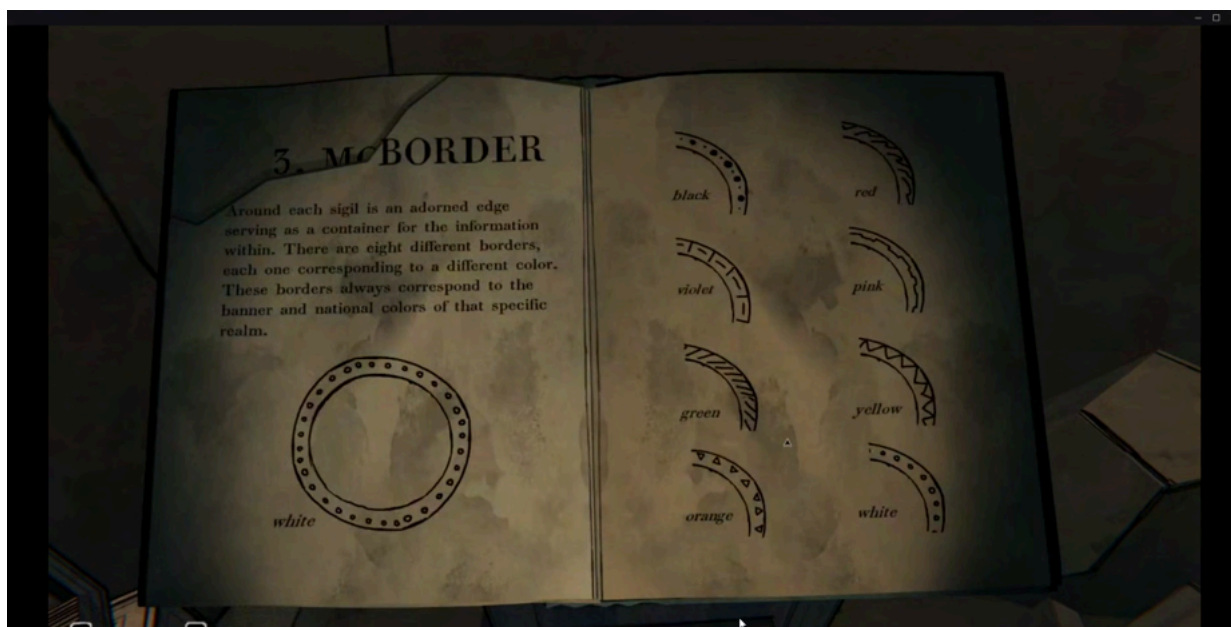 3. McBORDER
Around each sigil is an adorned edge
serving as a container for the information
within. There are eight different borders,
each one corresponding to a different color.
These borders always correspond to the
banner and national colors of that specific
realm.
white
black
red
violet
pink
green
yellow
orange
white